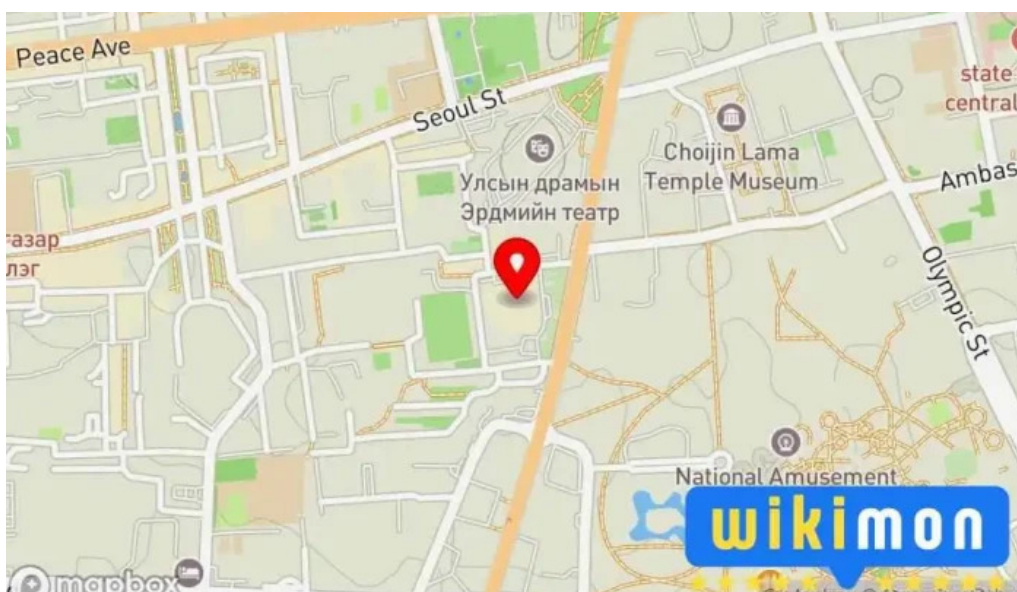 Peace Ave
Seoul St
state
central
Улсын драмын
Эрдмийн театр
Choijin Lama
Temple Museum
Ambas
газар
лэг
Olympic St
National Amusement
wikimon
mapbox